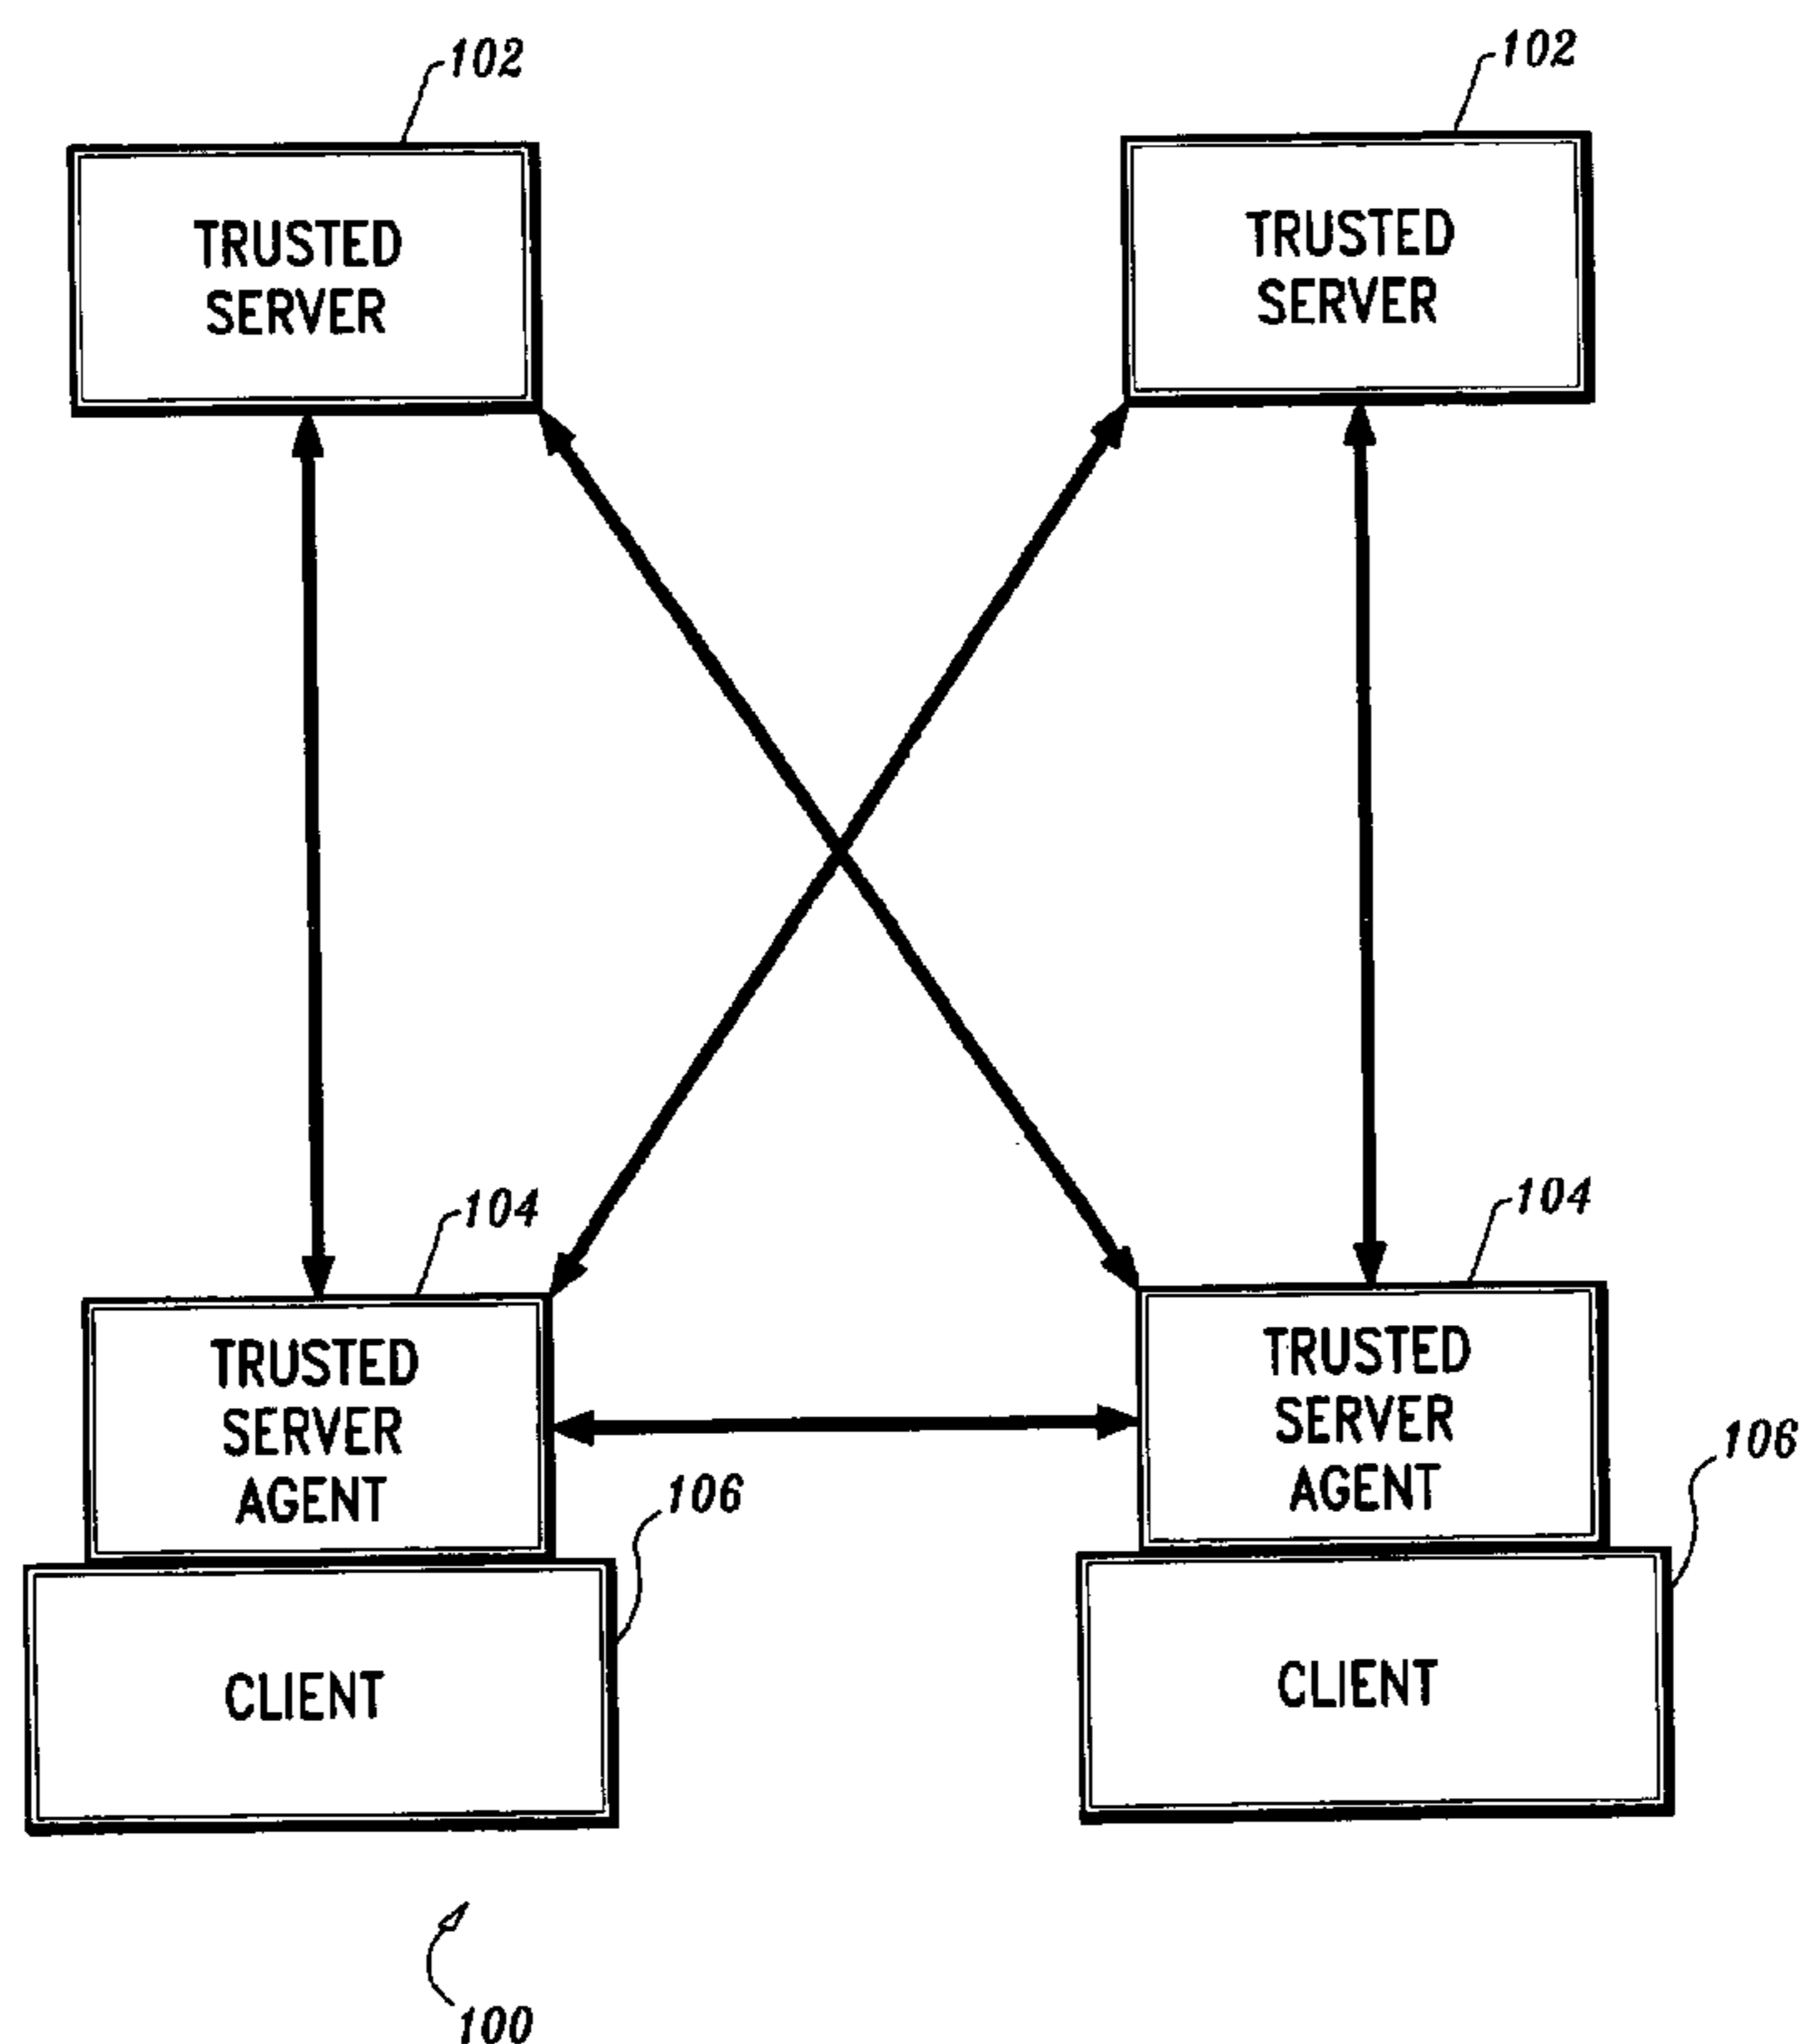 102
102
TRUSTED
SERVER
TRUSTED
SERVER
104
104
TRUSTED
SERVER
AGENT
TRUSTED
SERVER
AGENT
106
106
CLIENT
CLIENT
100